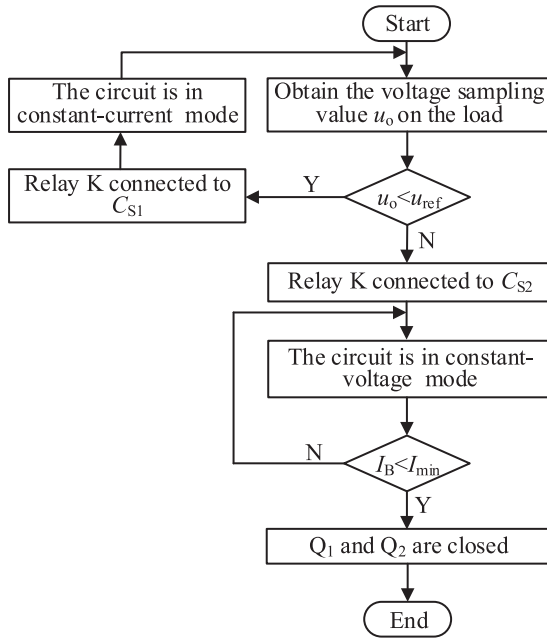 Start
The circuit is in
constant-current mode
Obtain the voltage sampling
value uo on the load
Relay K connected to
CS1
Y
uo<uref
N
Relay K connected to CS2
The circuit is in constant-
voltage mode
N
IB<Imin
Y
Q1 and Q2 are closed
End